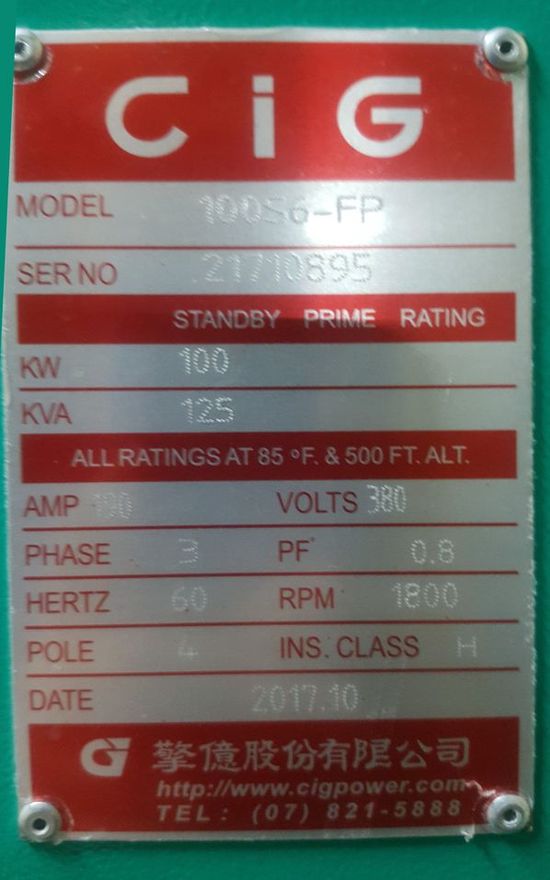 CiG
MODEL 100S6-FP
SER NO 21710895
STANDBY PRIME RATING
KW 100
KVA 125
ALL RATINGS AT 85 °F. & 500 FT. ALT.
AMP 190 VOLTS 380
PHASE 3 PF 0.8
HERTZ 60 RPM 1800
POLE 4 INS. CLASS H
DATE 2017.10
擎億股份有限公司
http://www.cigpower.com
TEL: (07) 821-5888